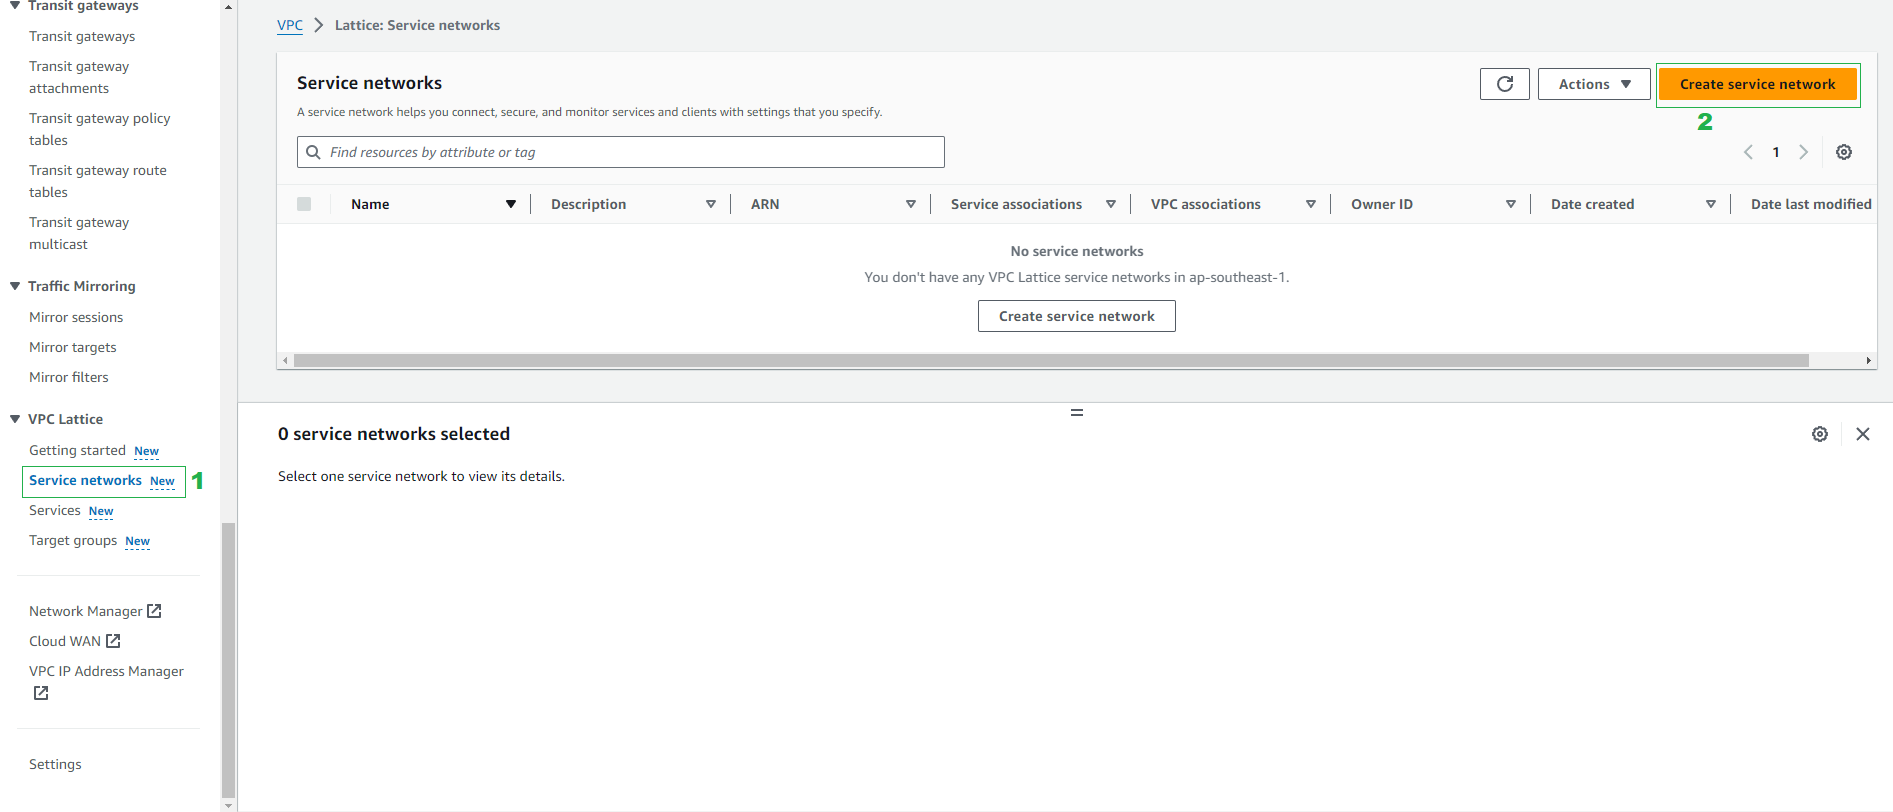 Transit gateways
Transit gateways
Transit gateway
attachments
Transit gateway policy
tables
Transit gateway route
tables
Transit gateway
multicast
Traffic Mirroring
Mirror sessions
Mirror targets
Mirror filters
VPC Lattice
Getting started New
Service networks New 1
Services New
Target groups New
Network Manager
Cloud WAN
VPC IP Address Manager
Settings
VPC Lattice: Service networks
Service networks
Actions
Create service network
A service network helps you connect, secure, and monitor services and clients with settings that you specify.
2
Find resources by attribute or tag
1
Name Description ARN Service associations VPC associations Owner ID Date created Date last modified
No service networks
You don't have any VPC Lattice service networks in ap-southeast-1.
Create service network
0 service networks selected
Select one service network to view its details.